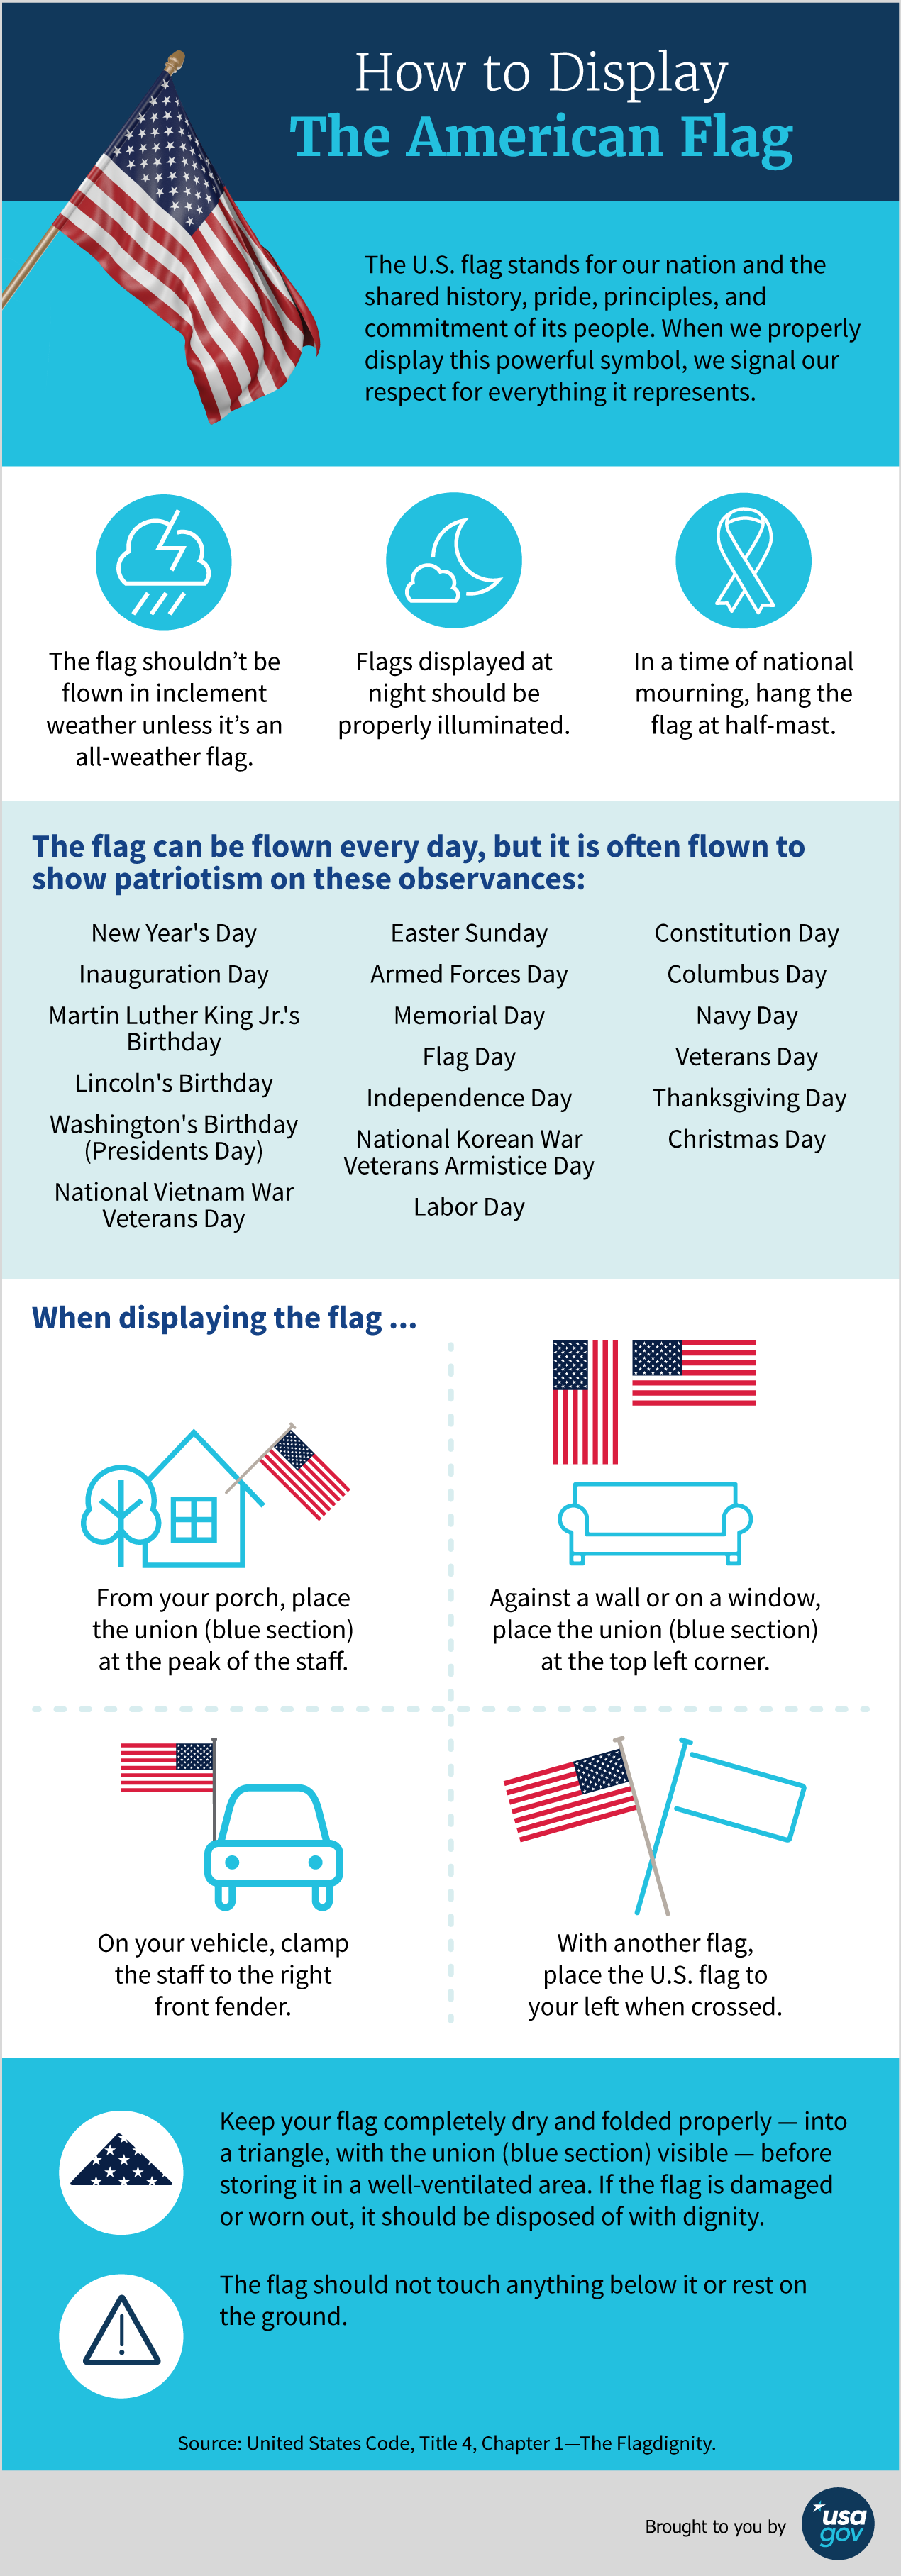 How to Display
The American Flag
The U.S. flag stands for our nation and the
shared history, pride, principles, and
commitment of its people. When we properly
display this powerful symbol, we signal our
respect for everything it represents.
The flag shouldn’t be
flown in inclement
weather unless it’s an
all-weather flag.
Flags displayed at
night should be
properly illuminated.
In a time of national
mourning, hang the
flag at half-mast.
The flag can be flown every day, but it is often flown to
show patriotism on these observances:
New Year's Day
Inauguration Day
Martin Luther King Jr.'s
Birthday
Lincoln's Birthday
Washington's Birthday
(Presidents Day)
National Vietnam War
Veterans Day
Easter Sunday
Armed Forces Day
Memorial Day
Flag Day
Independence Day
National Korean War
Veterans Armistice Day
Labor Day
Constitution Day
Columbus Day
Navy Day
Veterans Day
Thanksgiving Day
Christmas Day
When displaying the flag ...
From your porch, place
the union (blue section)
at the peak of the staff.
Against a wall or on a window,
place the union (blue section)
at the top left corner.
On your vehicle, clamp
the staff to the right
front fender.
With another flag,
place the U.S. flag to
your left when crossed.
Keep your flag completely dry and folded properly — into
a triangle, with the union (blue section) visible — before
storing it in a well-ventilated area. If the flag is damaged
or worn out, it should be disposed of with dignity.
The flag should not touch anything below it or rest on
the ground.
Source: United States Code, Title 4, Chapter 1—The Flagdignity.
Brought to you by
usa
gov